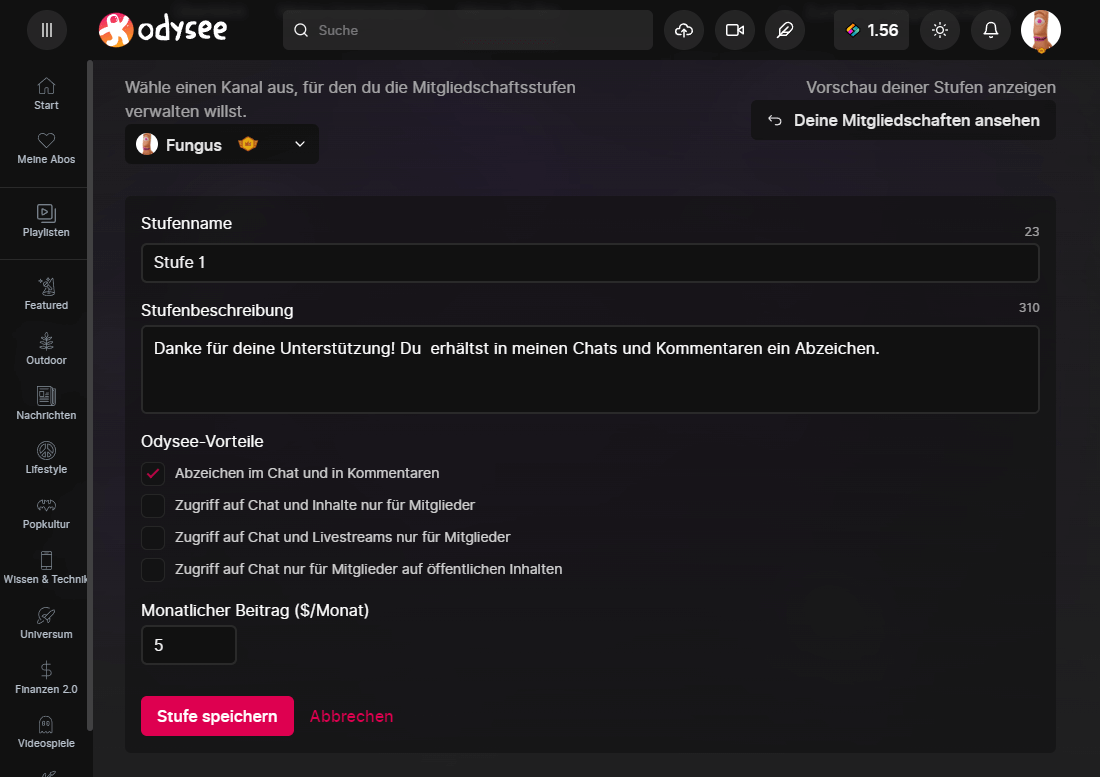 odysee
Suche
1.56
Start
Meine Abos
Playlisten
Featured
Outdoor
Nachrichten
Lifestyle
Popkultur
Wissen & Technik
Universum
Finanzen 2.0
Videospiele
Wähle einen Kanal aus, für den du die Mitgliedschaftsstufen
verwalten willst.
Fungus
Vorschau deiner Stufen anzeigen
Deine Mitgliedschaften ansehen
Stufenname
23
Stufe 1
Stufenbeschreibung
310
Danke für deine Unterstützung! Du  erhältst in meinen Chats und Kommentaren ein Abzeichen.
Odysee-Vorteile
Abzeichen im Chat und in Kommentaren
Zugriff auf Chat und Inhalte nur für Mitglieder
Zugriff auf Chat und Livestreams nur für Mitglieder
Zugriff auf Chat nur für Mitglieder auf öffentlichen Inhalten
Monatlicher Beitrag ($/Monat)
5
Stufe speichern
Abbrechen